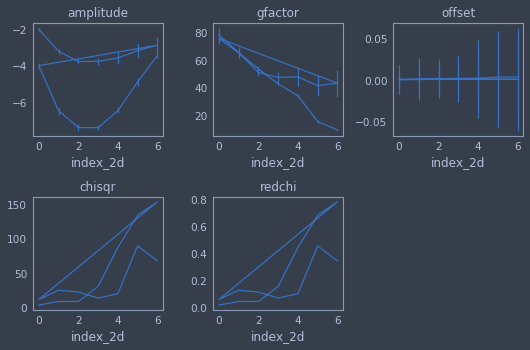 amplitude
gfactor
offset
−2
−4
−6
80
60
40
20
0.05
0.00
−0.05
0 2 4 6
0 2 4 6
0 1 2 3 4 5 6
index_2d
index_2d
index_2d
chisqr
redchi
150
100
50
0
0.8
0.6
0.4
0.2
0.0
0 2 4 6
0 2 4 6
index_2d
index_2d